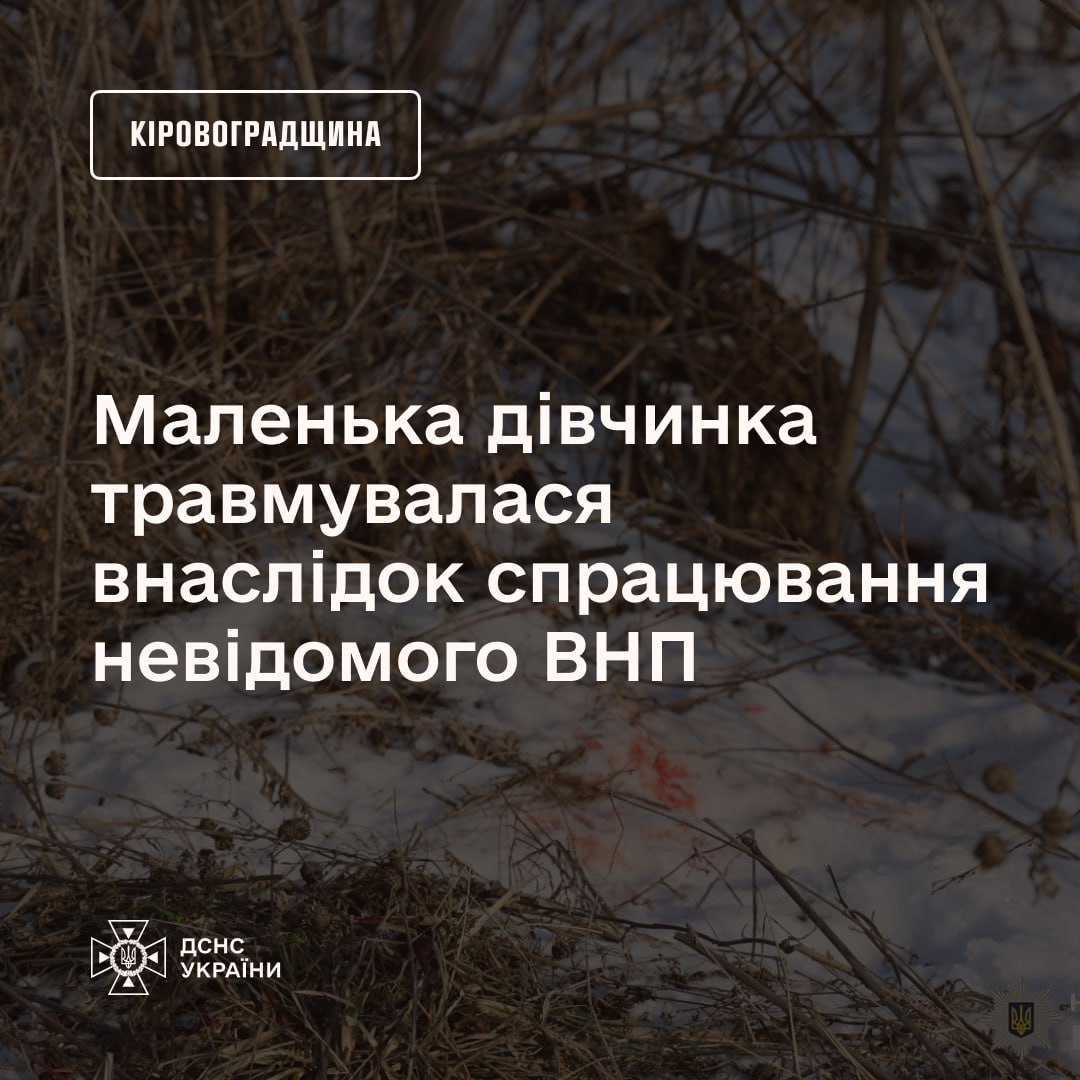 КІРОВОГРАДЩИНА
Маленька дівчинка
травмувалася
внаслідок спрацювання
невідомого ВНП
ДСНС
УКРАЇНИ